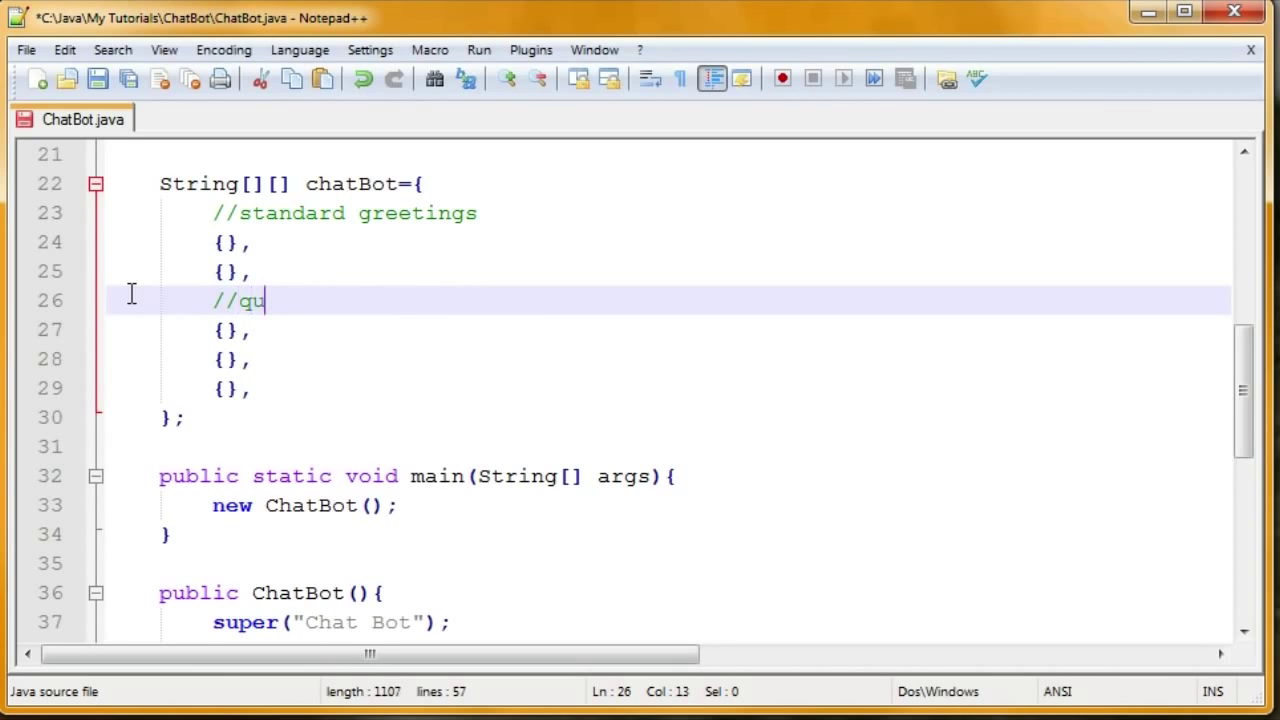 *C:\Java\My Tutorials\ChatBot\ChatBot.java - Notepad++
File Edit Search View Encoding Language Settings Macro Run Plugins Window ? X
ABC
ChatBot.java
21
22 String[][] chatBot={
23 //standard greetings
24 {},
25 {},
26 //qu
27 {},
28 {},
29 {},
30 };
31
32 public static void main(String[] args){
33 new ChatBot();
34 }
35
36 public ChatBot(){
37 super("Chat Bot");
Java source file length : 1107 lines : 57 Ln : 26 Col : 13 Sel : 0 Dos\Windows ANSI INS